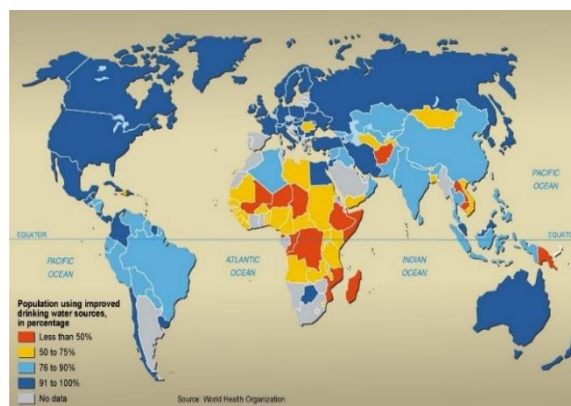 PACIFIC
OCEAN
EQUATOR
EQUATOR
PACIFIC
OCEAN
ATLANTIC
OCEAN
INDIAN
OCEAN
Population using improved
drinking water sources,
in percentage
Less than 50%
50 to 75%
76 to 90%
91 to 100%
No data
Source: World Health Organization